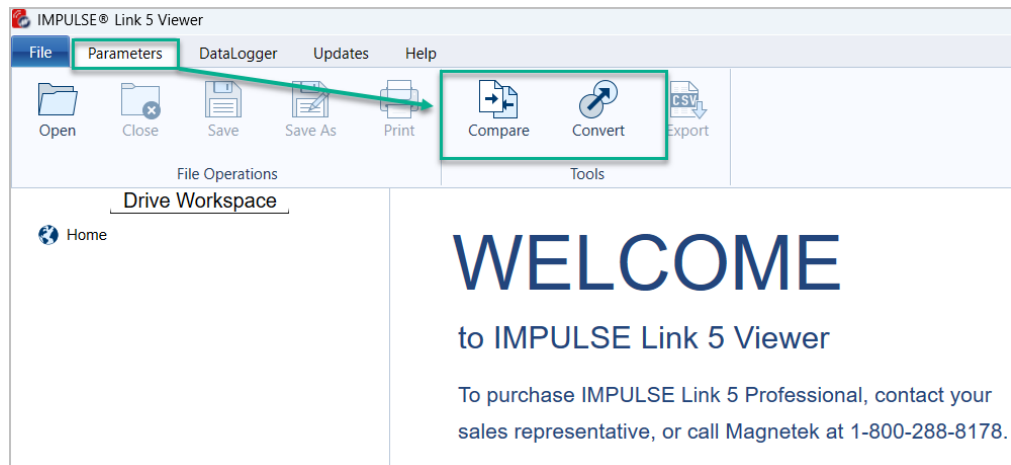 IMPULSE® Link 5 Viewer
File Parameters DataLogger Updates Help
Open Close Save Save As Print Compare Convert CSV Export
File Operations Tools
Drive Workspace
Home
WELCOME
to IMPULSE Link 5 Viewer
To purchase IMPULSE Link 5 Professional, contact your
sales representative, or call Magnetek at 1-800-288-8178.